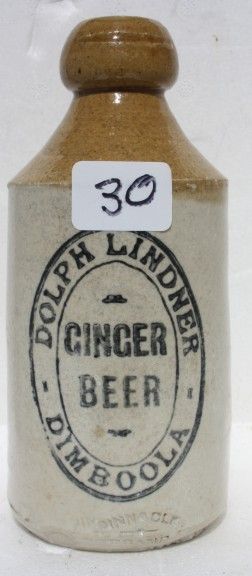 30
DOLPH LINDNER
GINGER
BEER
DIMBOOLA